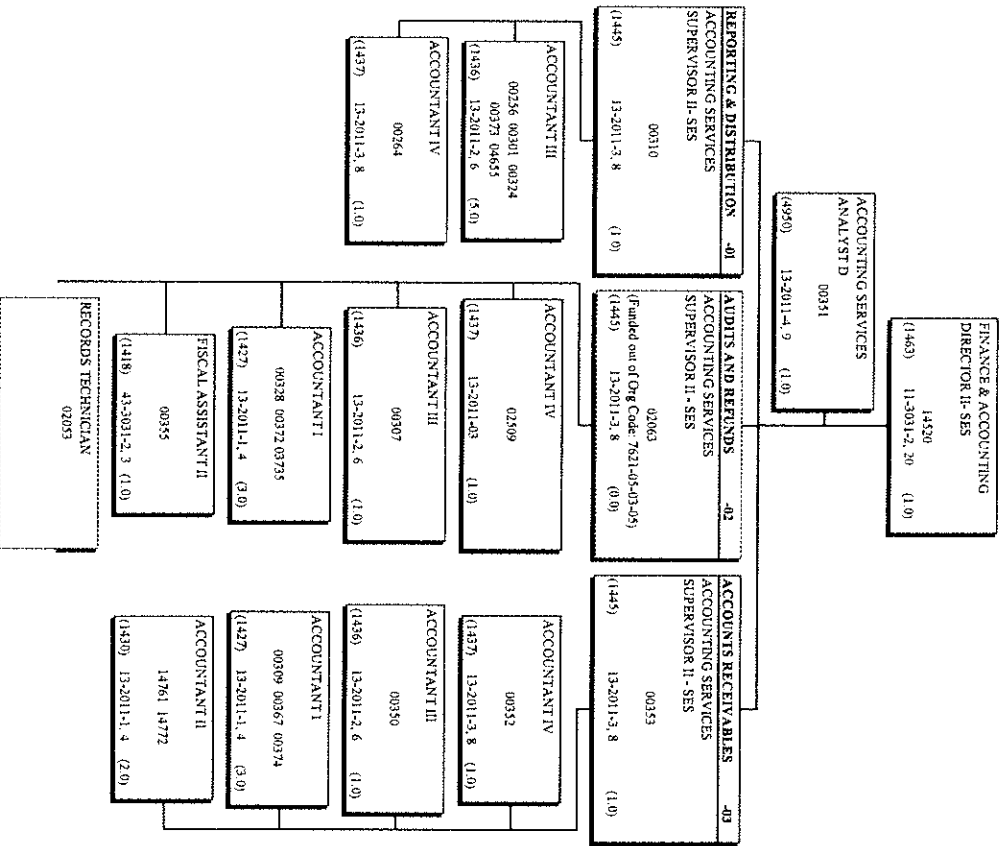 FINANCE & ACCOUNTING
DIRECTOR II- SES
14520
(1463) 11-3031-2, 20 (1.0)
ACCOUNTING SERVICES
ANALYST D
00351
(4950) 13-2011-4, 9 (1.0)
REPORTING & DISTRIBUTION -01
ACCOUNTING SERVICES
SUPERVISOR II- SES
00310
(1445) 13-2011-3, 8 (1.0)
ACCOUNTANT III
00256 00301 00324
00373 04655
(1436) 13-2011-2, 6 (5.0)
ACCOUNTANT IV
00264
(1437) 13-2011-3, 8 (1.0)
AUDITS AND REFUNDS -02
ACCOUNTING SERVICES
SUPERVISOR II - SES
02063
(Funded out of Org Code: 7621-05-03-05)
(1445) 13-2011-3, 8 (0.0)
ACCOUNTANT IV
02509
(1437) 13-2011-03 (1.0)
ACCOUNTANT III
00307
(1436) 13-2011-2, 6 (1.0)
ACCOUNTANT I
00328 00372 03735
(1427) 13-2011-1, 4 (3.0)
FISCAL ASSISTANT II
00355
(1418) 43-3031-2, 3 (1.0)
RECORDS TECHNICIAN
02053
ACCOUNTS RECEIVABLES -03
ACCOUNTING SERVICES
SUPERVISOR II- SES
00353
(1445) 13-2011-3, 8 (1.0)
ACCOUNTANT IV
00352
(1437) 13-2011-3, 8 (1.0)
ACCOUNTANT III
00350
(1436) 13-2011-2, 6 (1.0)
ACCOUNTANT I
00309 00367 00374
(1427) 13-2011-1, 4 (3.0)
ACCOUNTANT II
14761 14772
(1430) 13-2011-1, 4 (2.0)